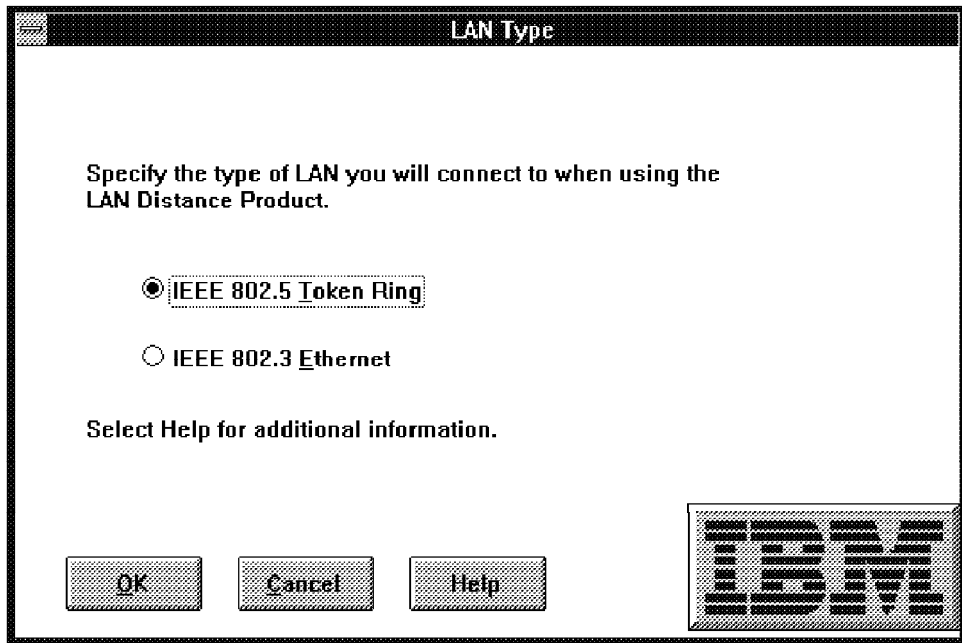 LAN Type
Specify the type of LAN you will connect to when using the
LAN Distance Product.
IEEE 802.5 Token Ring
IEEE 802.3 Ethernet
Select Help for additional information.
OK
Cancel
Help
IBM